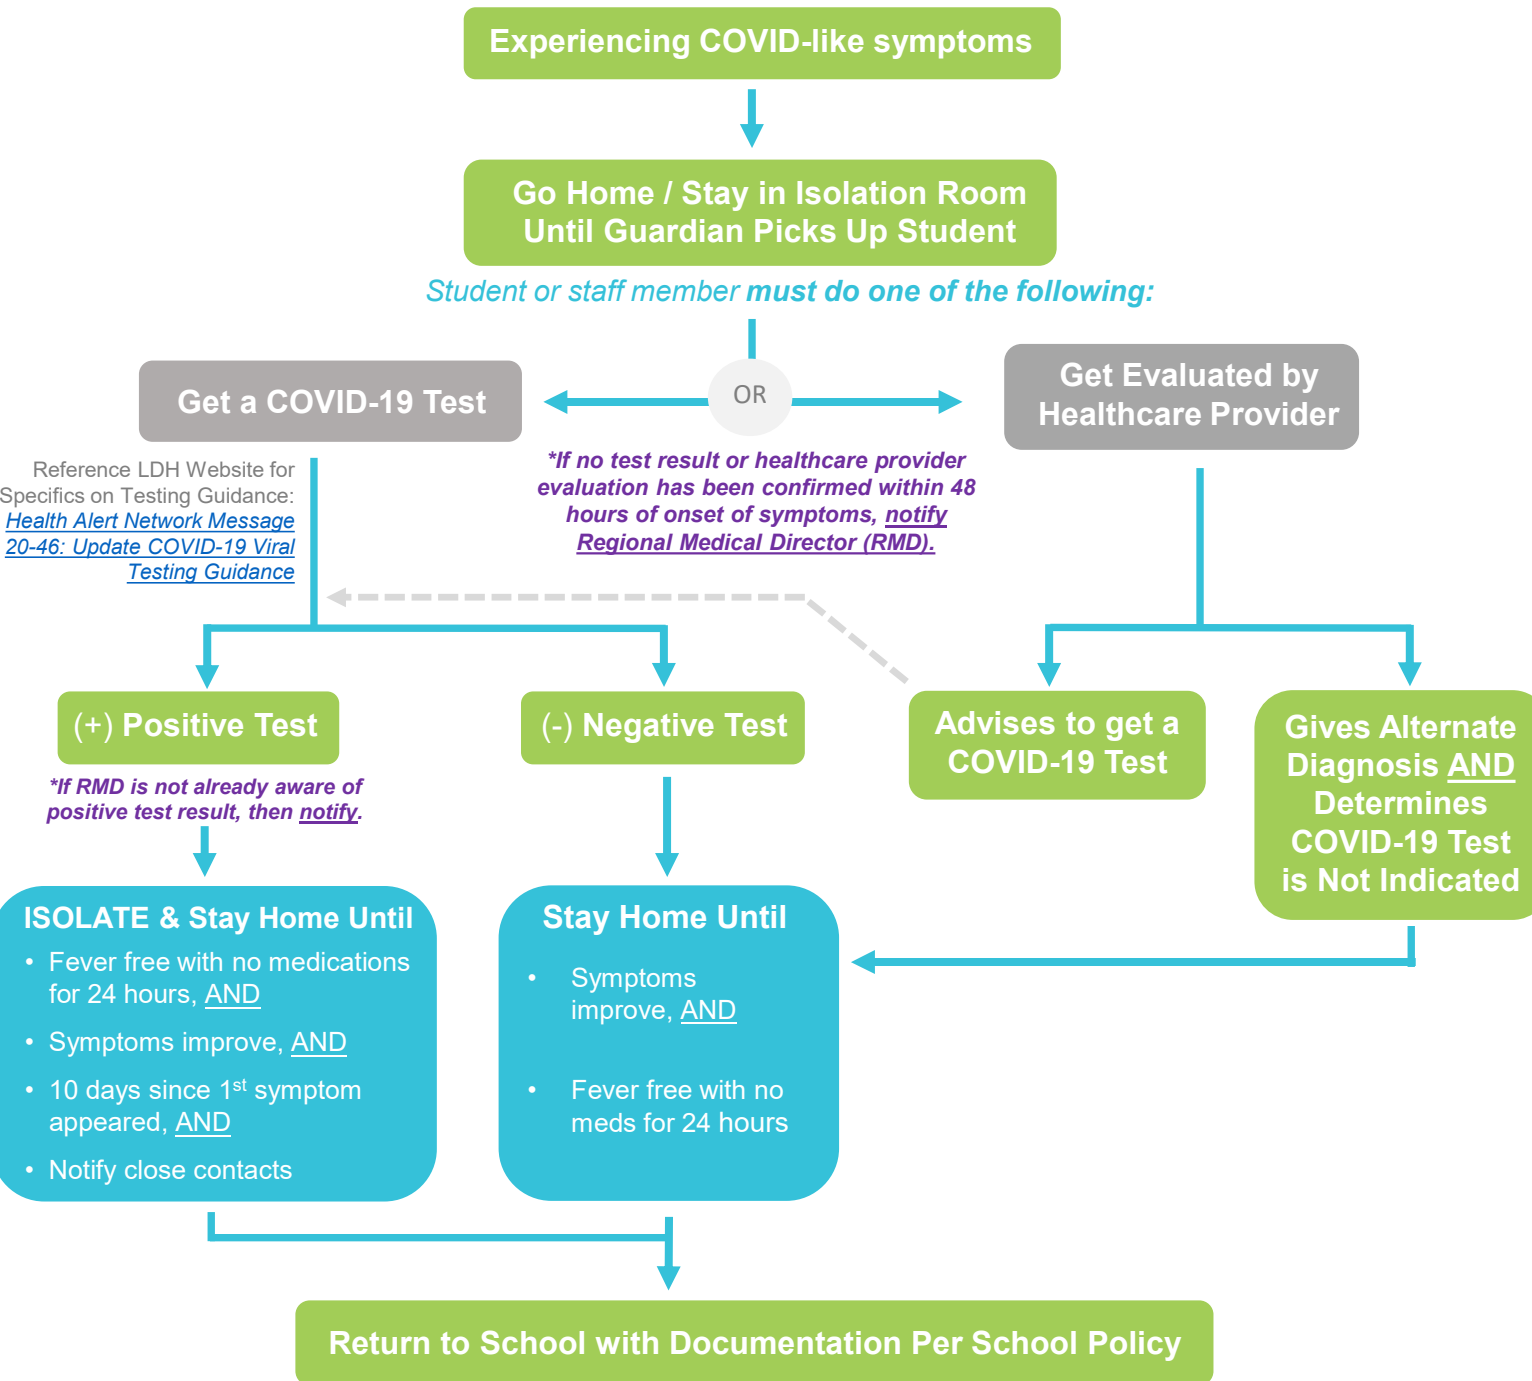 Experiencing COVID-like symptoms
Go Home / Stay in Isolation Room
Until Guardian Picks Up Student
Student or staff member must do one of the following:
Get a COVID-19 Test
OR
Get Evaluated by
Healthcare Provider
Reference LDH Website for
Specifics on Testing Guidance:
Health Alert Network Message
20-46: Update COVID-19 Viral
Testing Guidance
*If no test result or healthcare provider
evaluation has been confirmed within 48
hours of onset of symptoms, notify
Regional Medical Director (RMD).
(+) Positive Test
(-) Negative Test
Advises to get a
COVID-19 Test
Gives Alternate
Diagnosis AND
Determines
COVID-19 Test
is Not Indicated
*If RMD is not already aware of
positive test result, then notify.
ISOLATE & Stay Home Until
• Fever free with no medications
for 24 hours, AND
• Symptoms improve, AND
• 10 days since 1st symptom
appeared, AND
• Notify close contacts
Stay Home Until
• Symptoms
improve, AND
• Fever free with no
meds for 24 hours
Return to School with Documentation Per School Policy